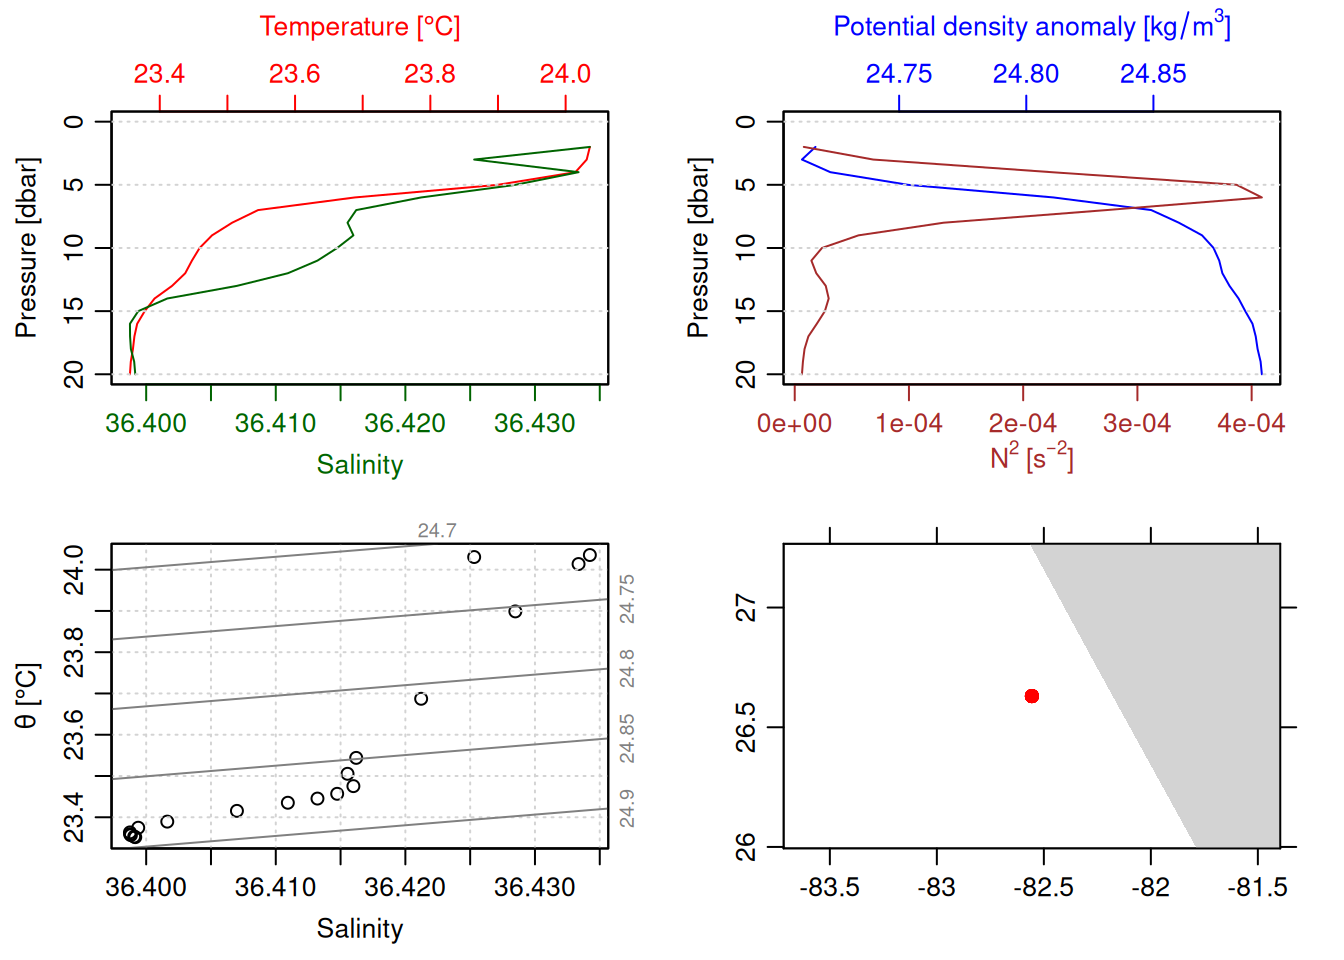 Temperature [°C]
23.4 23.6 23.8 24.0
0
5
10
15
20
Pressure [dbar]
36.400 36.410 36.420 36.430
Salinity
Potential density anomaly [kg/m³]
24.75 24.80 24.85
0
5
10
15
20
Pressure [dbar]
0e+00 1e-04 2e-04 3e-04 4e-04
N² [s⁻²]
24.7
24.75
24.8
24.85
24.9
24.0
23.8
23.6
23.4
θ [°C]
36.400 36.410 36.420 36.430
Salinity
27
26.5
26
-83.5 -83 -82.5 -82 -81.5